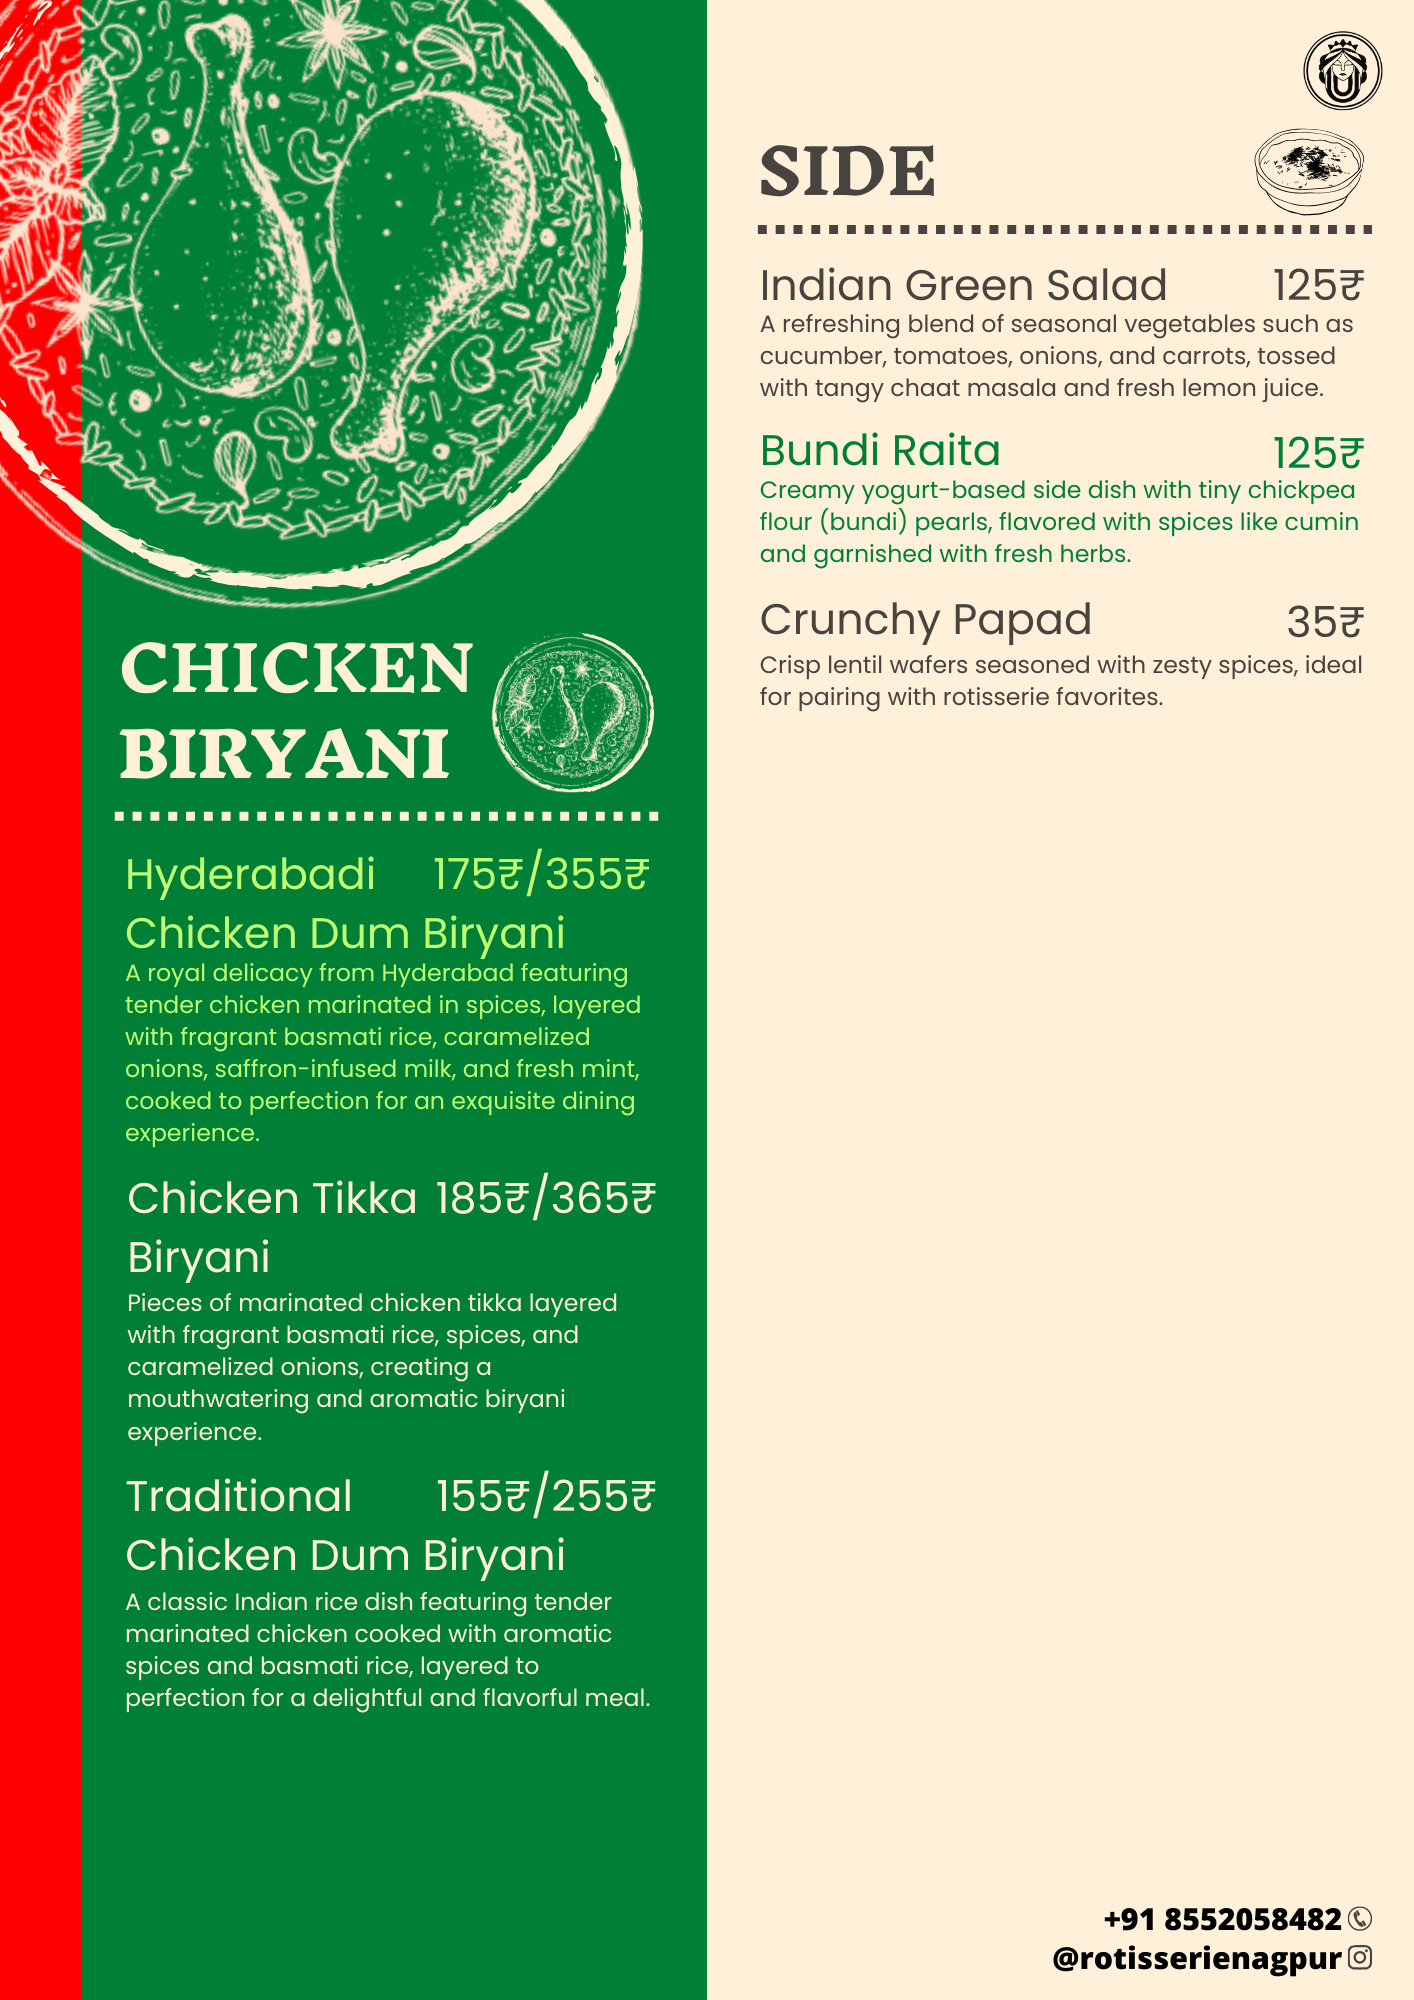 CHICKEN
BIRYANI
Hyderabadi 175₹/355₹
Chicken Dum Biryani
A royal delicacy from Hyderabad featuring
tender chicken marinated in spices, layered
with fragrant basmati rice, caramelized
onions, saffron-infused milk, and fresh mint,
cooked to perfection for an exquisite dining
experience.
Chicken Tikka 185₹/365₹
Biryani
Pieces of marinated chicken tikka layered
with fragrant basmati rice, spices, and
caramelized onions, creating a
mouthwatering and aromatic biryani
experience.
Traditional 155₹/255₹
Chicken Dum Biryani
A classic Indian rice dish featuring tender
marinated chicken cooked with aromatic
spices and basmati rice, layered to
perfection for a delightful and flavorful meal.
SIDE
Indian Green Salad 125₹
A refreshing blend of seasonal vegetables such as
cucumber, tomatoes, onions, and carrots, tossed
with tangy chaat masala and fresh lemon juice.
Bundi Raita 125₹
Creamy yogurt-based side dish with tiny chickpea
flour (bundi) pearls, flavored with spices like cumin
and garnished with fresh herbs.
Crunchy Papad 35₹
Crisp lentil wafers seasoned with zesty spices, ideal
for pairing with rotisserie favorites.
+91 8552058482
@rotisserienagpur